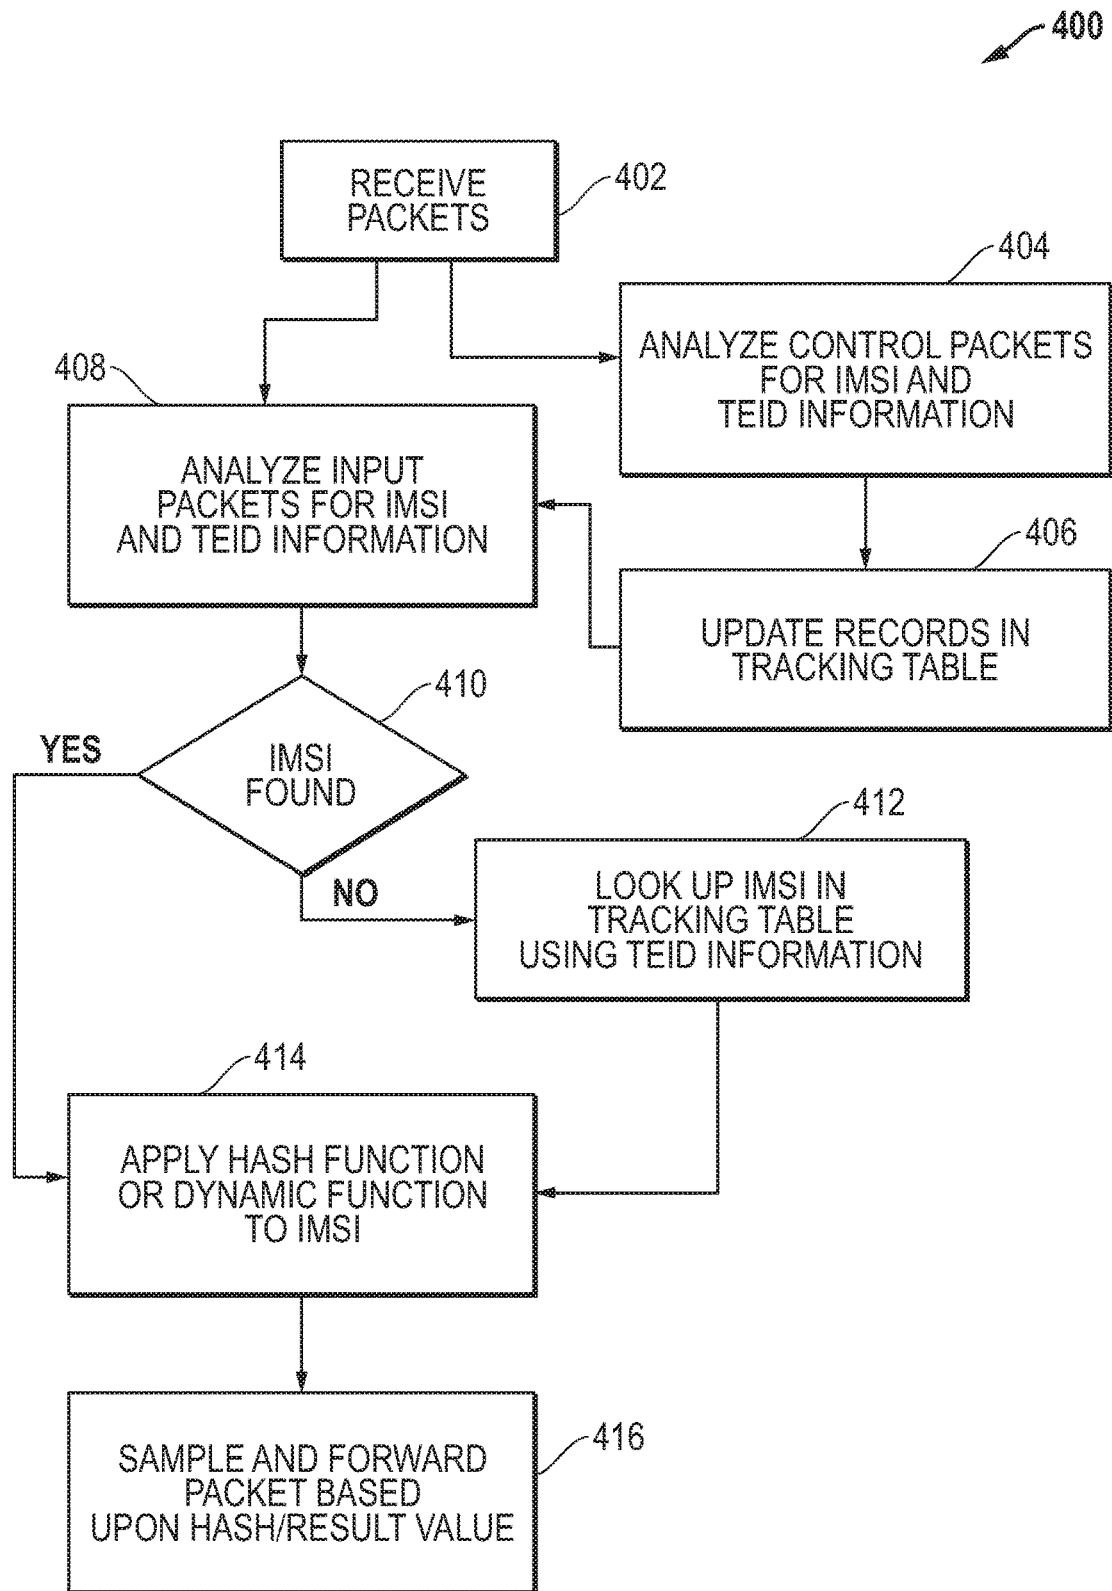 400
RECEIVE
PACKETS
402
404
ANALYZE CONTROL PACKETS
FOR IMSI AND
TEID INFORMATION
408
ANALYZE INPUT
PACKETS FOR IMSI
AND TEID INFORMATION
406
UPDATE RECORDS IN
TRACKING TABLE
410
YES
IMSI
FOUND
NO
412
LOOK UP IMSI IN
TRACKING TABLE
USING TEID INFORMATION
414
APPLY HASH FUNCTION
OR DYNAMIC FUNCTION
TO IMSI
416
SAMPLE AND FORWARD
PACKET BASED
UPON HASH/RESULT VALUE